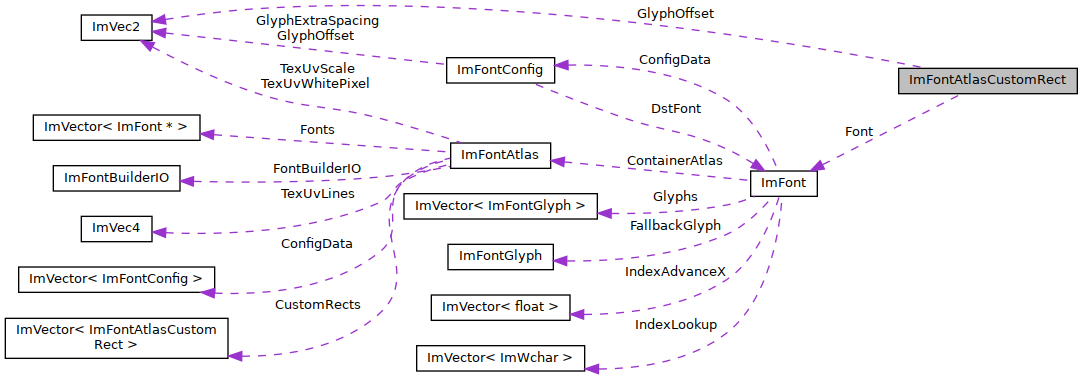 GlyphOffset
ImVec2
GlyphExtraSpacing
GlyphOffset
ConfigData
ImFontConfig
TexUvScale
TexUvWhitePixel
ImFontAtlasCustomRect
DstFont
ImVector< ImFont * >
Fonts
Font
ImFontAtlas
ContainerAtlas
ImFontBuilderIO
FontBuilderIO
ImFont
TexUvLines
ImVector< ImFontGlyph >
Glyphs
ImVec4
FallbackGlyph
ConfigData
ImFontGlyph
ImVector< ImFontConfig >
IndexAdvanceX
CustomRects
ImVector< float >
ImVector< ImFontAtlasCustom
Rect >
IndexLookup
ImVector< ImWchar >